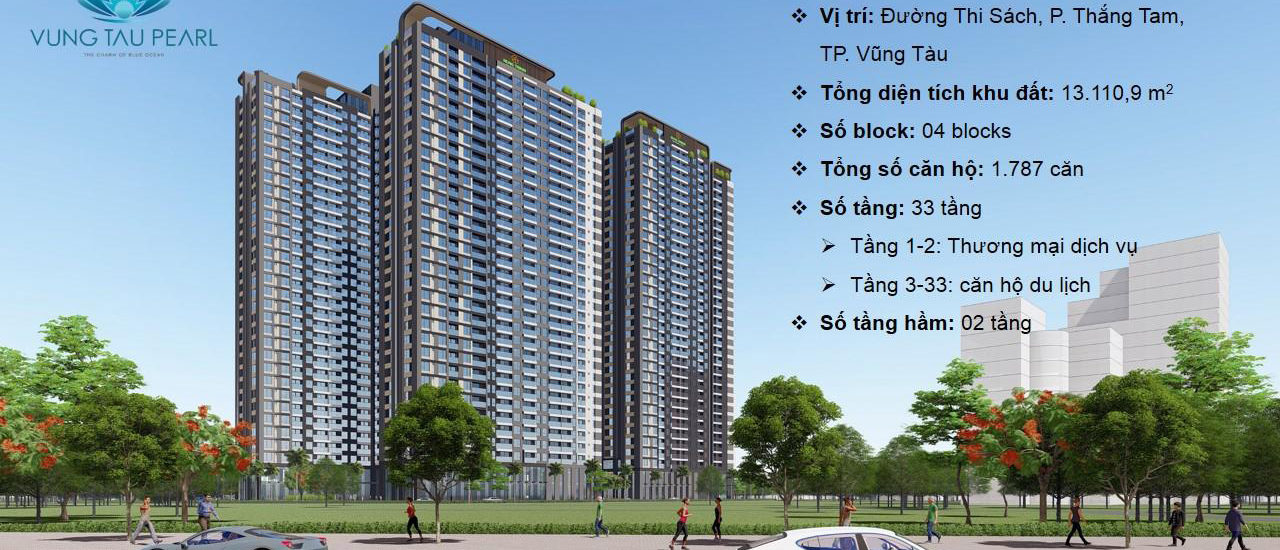 VUNG TAU PEARL
THE CHARM OF BLUE OCEAN
❖ Vị trí: Đường Thi Sách, P. Thắng Tam,
TP. Vũng Tàu
❖ Tổng diện tích khu đất: 13.110,9 m²
❖ Số block: 04 blocks
❖ Tổng số căn hộ: 1.787 căn
❖ Số tầng: 33 tầng
➢ Tầng 1-2: Thương mại dịch vụ
➢ Tầng 3-33: căn hộ du lịch
❖ Số tầng hầm: 02 tầng